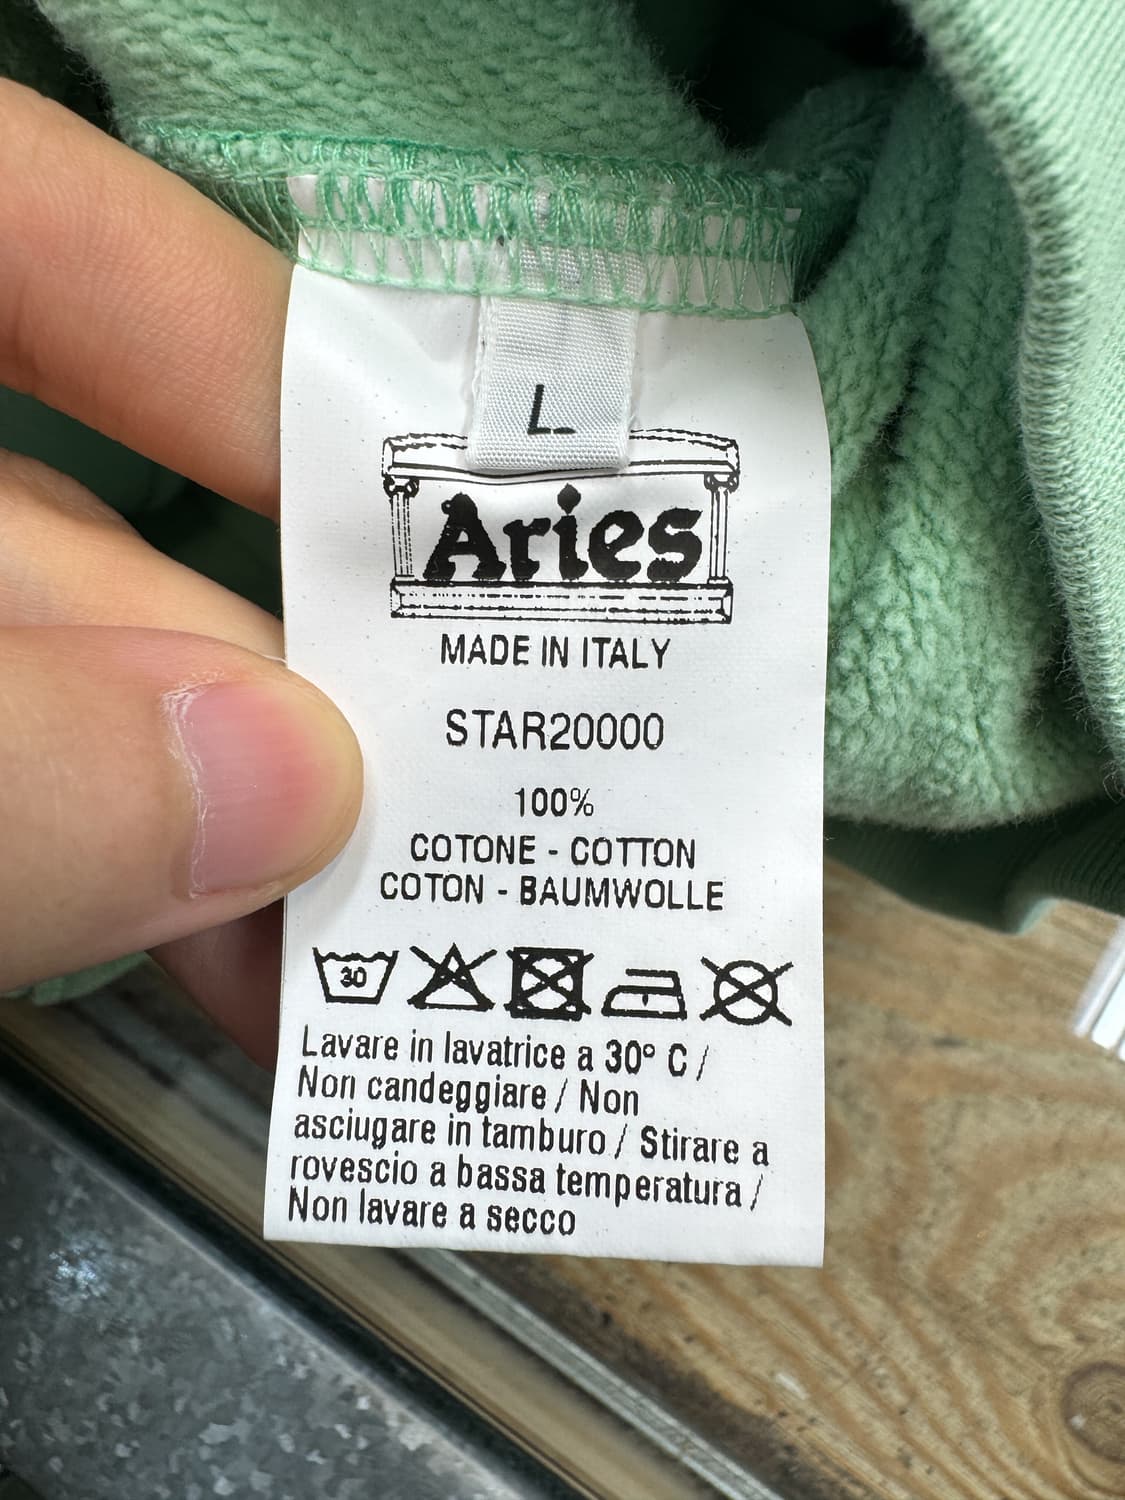 L
Aries
MADE IN ITALY
STAR20000
100%
COTONE - COTTON
COTON - BAUMWOLLE
30
Lavare in lavatrice a 30° C /
Non candeggiare / Non
asciugare in tamburo / Stirare a
rovescio a bassa temperatura /
Non lavare a secco